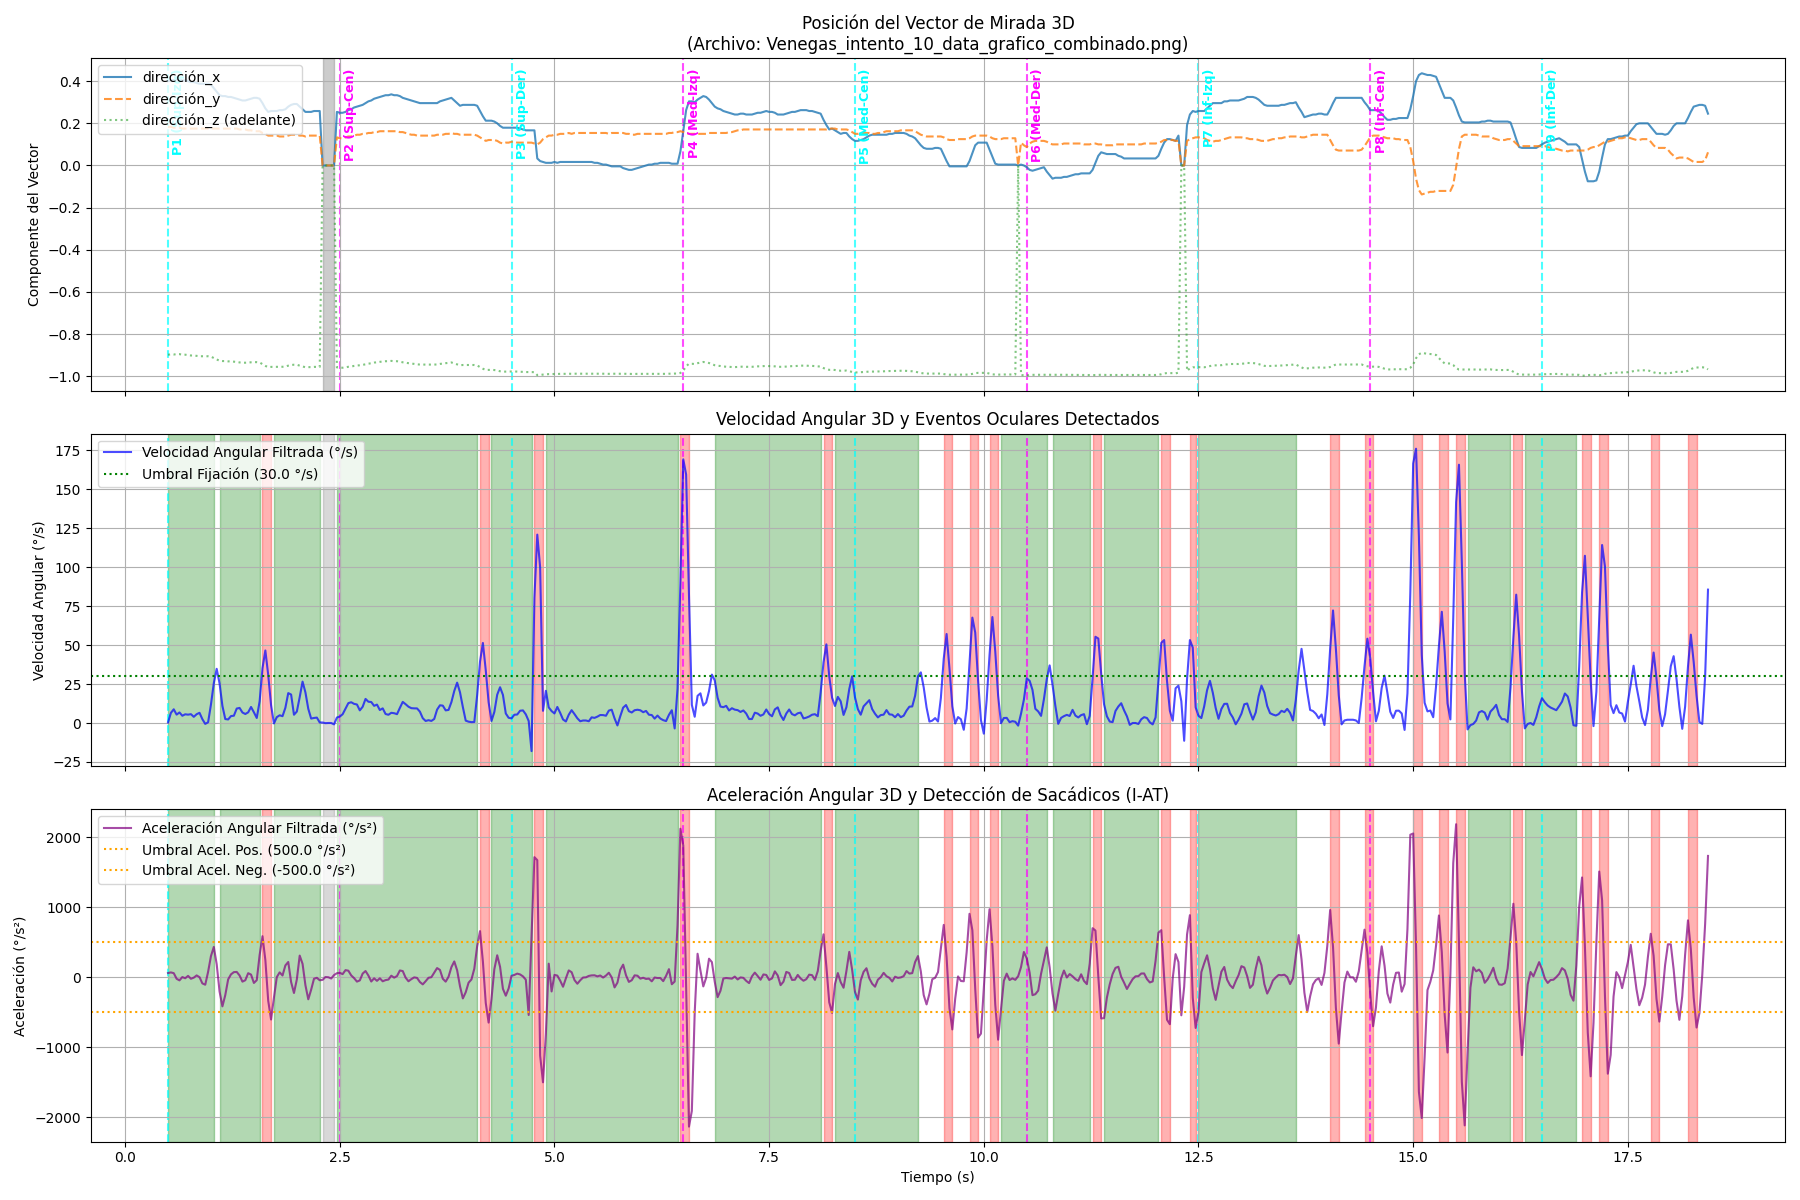 Posición del Vector de Mirada 3D
(Archivo: Venegas_intento_10_data_grafico_combinado.png)
Componente del Vector
0.4
0.2
0.0
−0.2
−0.4
−0.6
−0.8
−1.0
dirección_x
dirección_y
dirección_z (adelante)
P2 (Sup-Cen)
P3 (Sup-Der)
P4 (Med-Izq)
P5 (Med-Cen)
P6 (Med-Der)
P7 (Inf-Izq)
P8 (Inf-Cen)
P9 (Inf-Der)
Velocidad Angular 3D y Eventos Oculares Detectados
Velocidad Angular (°/s)
175
150
125
100
75
50
25
0
−25
Velocidad Angular Filtrada (°/s)
Umbral Fijación (30.0 °/s)
Aceleración Angular 3D y Detección de Sacádicos (I-AT)
Aceleración (°/s²)
2000
1000
0
−1000
−2000
Aceleración Angular Filtrada (°/s²)
Umbral Acel. Pos. (500.0 °/s²)
Umbral Acel. Neg. (-500.0 °/s²)
0.0
2.5
5.0
7.5
10.0
12.5
15.0
17.5
Tiempo (s)